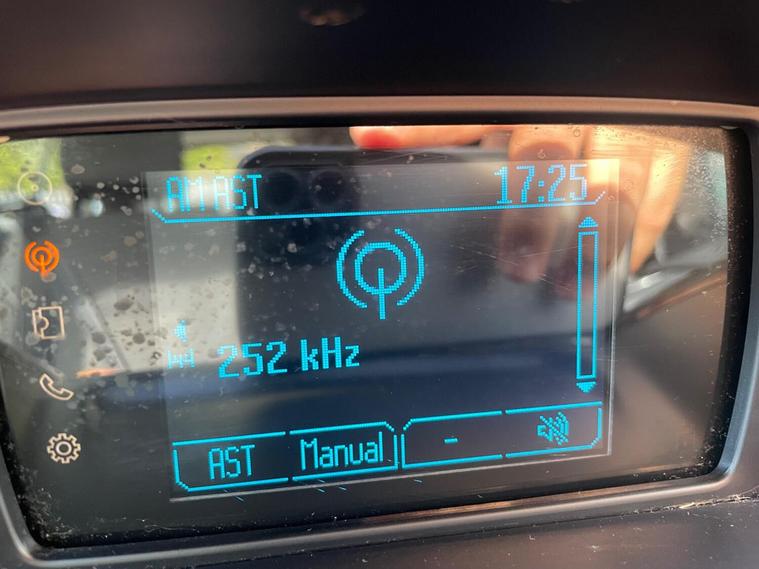 AM AST 17:25
252 kHz
AST Manual -